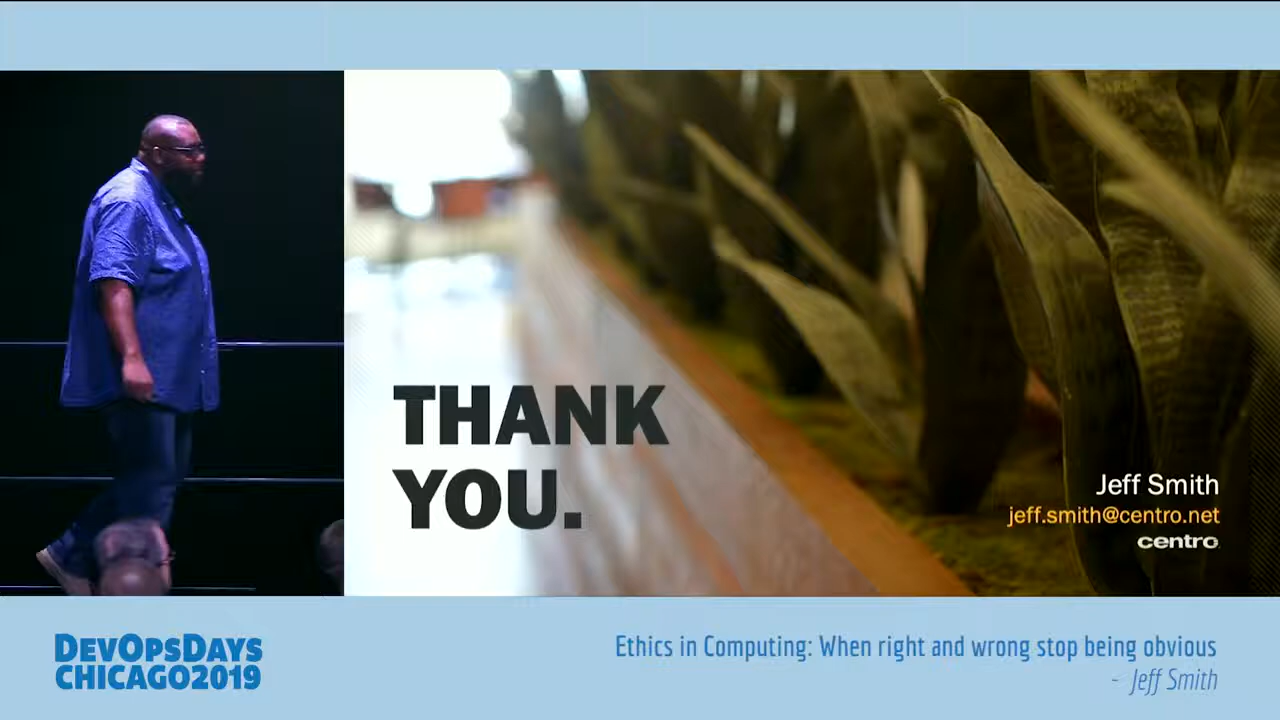 THANK
YOU.
Jeff Smith
jeff.smith@centro.net
centro
DEVOPSDAYS
CHICAGO2019
Ethics in Computing: When right and wrong stop being obvious
- Jeff Smith